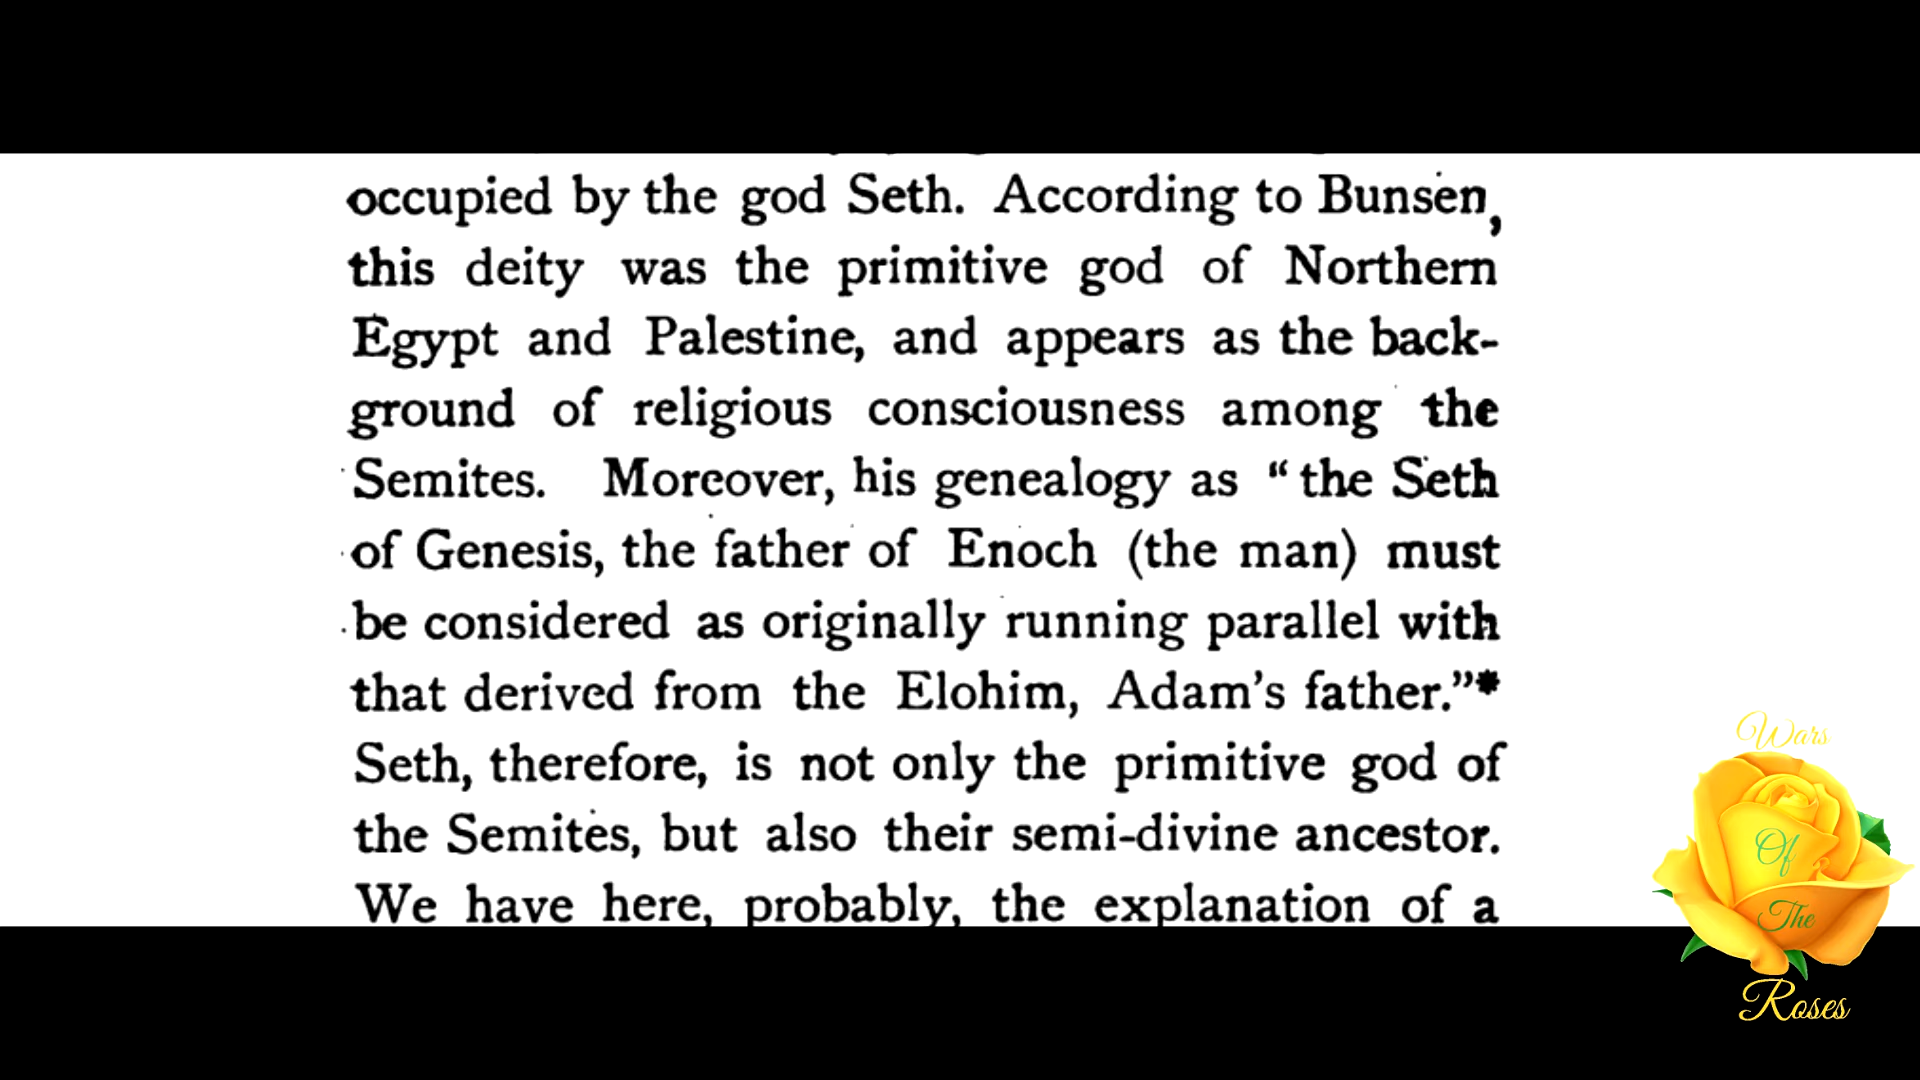 occupied by the god Seth. According to Bunsen,
this deity was the primitive god of Northern
Egypt and Palestine, and appears as the back-
ground of religious consciousness among the
Semites. Moreover, his genealogy as “ the Seth
of Genesis, the father of Enoch (the man) must
be considered as originally running parallel with
that derived from the Elohim, Adam’s father.”*
Seth, therefore, is not only the primitive god of
the Semites, but also their semi-divine ancestor.
We have here, probably, the explanation of a
Wars
Of
The
Roses